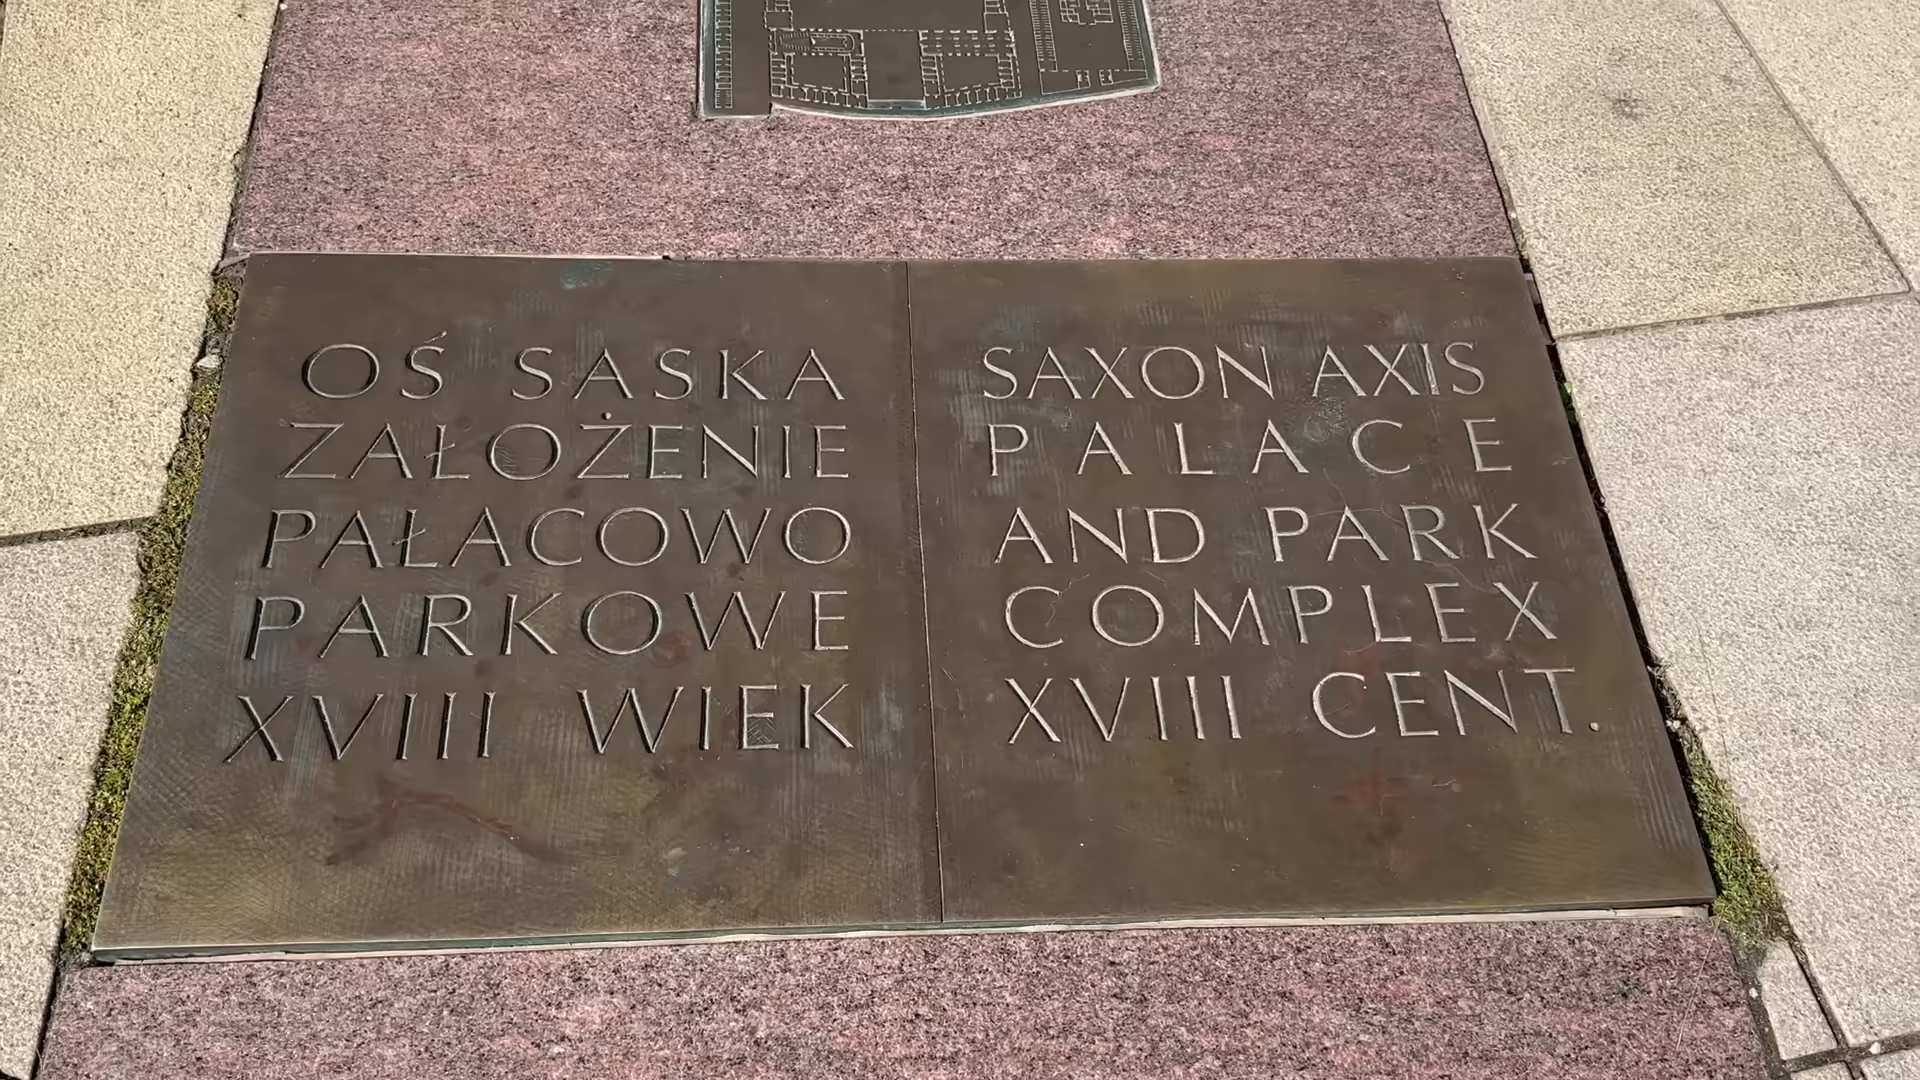 OŚ SASKA
ZAŁOŻENIE
PAŁACOWO
PARKOWE
XVIII WIEK
SAXON AXIS
PALACE
AND PARK
COMPLEX
XVIII CENT.